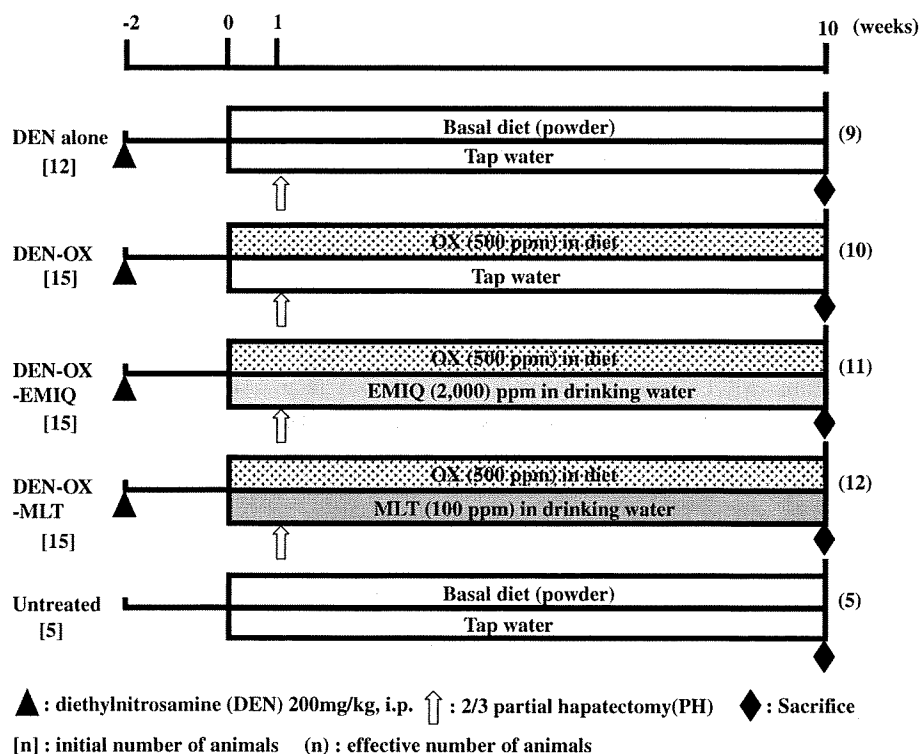 -2 0 1 10 (weeks)
DEN alone
[12]
Basal diet (powder)
Tap water
(9)
DEN-OX
[15]
OX (500 ppm) in diet
Tap water
(10)
DEN-OX
-EMIQ
[15]
OX (500 ppm) in diet
EMIQ (2,000) ppm in drinking water
(11)
DEN-OX
-MLT
[15]
OX (500 ppm) in diet
MLT (100 ppm) in drinking water
(12)
Untreated
[5]
Basal diet (powder)
Tap water
(5)
: diethylnitrosamine (DEN) 200mg/kg, i.p. : 2/3 partial hapatectomy(PH) : Sacrifice
[n] : initial number of animals (n) : effective number of animals